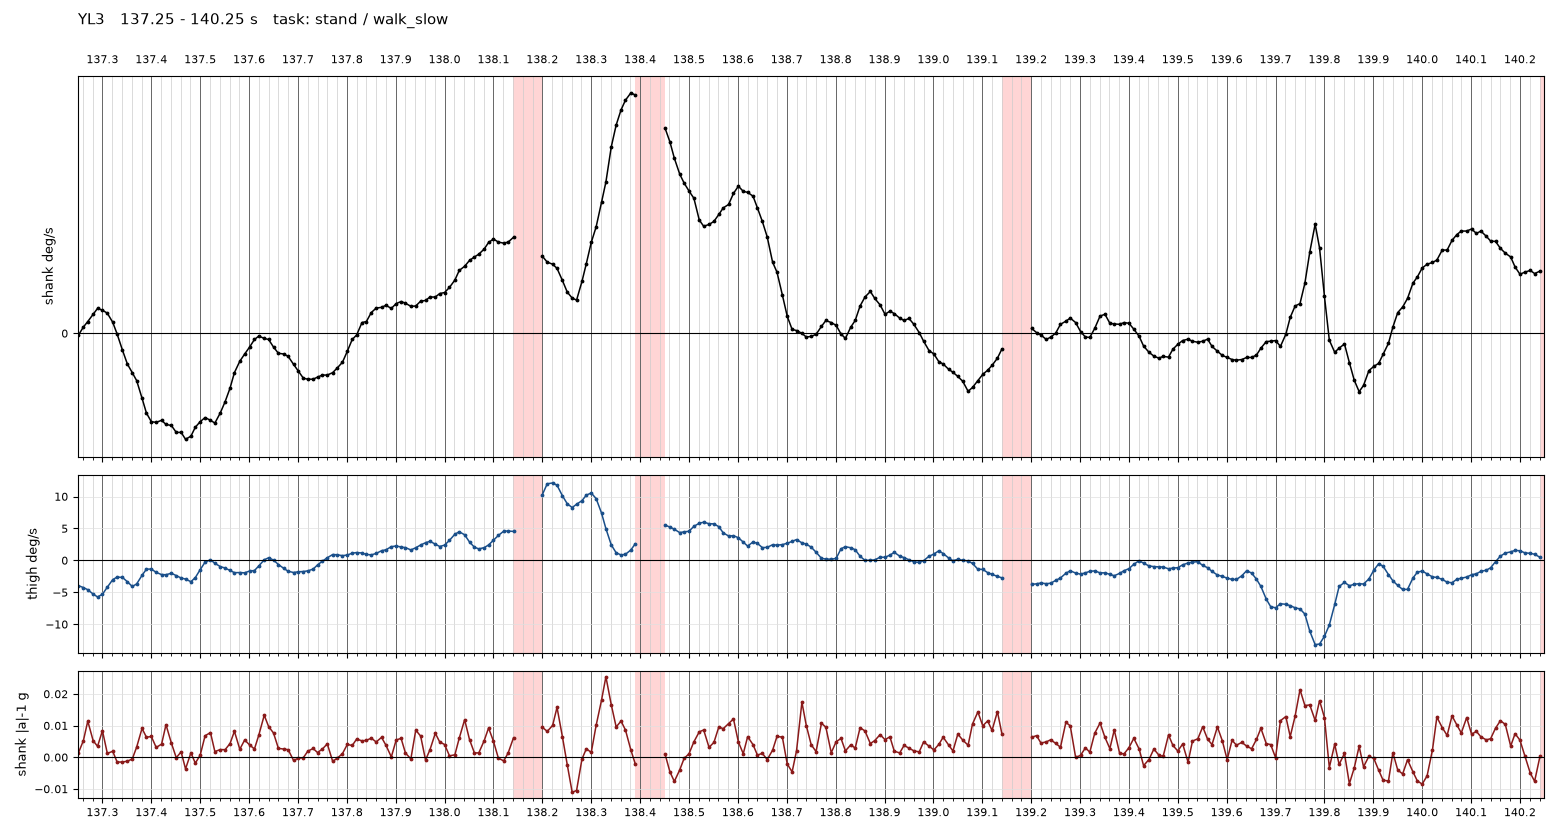 YL3   137.25 - 140.25 s   task: stand / walk_slow
137.3 137.4 137.5 137.6 137.7 137.8 137.9 138.0 138.1 138.2 138.3 138.4 138.5 138.6 138.7 138.8 138.9 139.0 139.1 139.2 139.3 139.4 139.5 139.6 139.7 139.8 139.9 140.0 140.1 140.2
shank deg/s
0
thigh deg/s
10
5
0
−5
−10
shank |a|-1 g
0.02
0.01
0.00
−0.01
137.3 137.4 137.5 137.6 137.7 137.8 137.9 138.0 138.1 138.2 138.3 138.4 138.5 138.6 138.7 138.8 138.9 139.0 139.1 139.2 139.3 139.4 139.5 139.6 139.7 139.8 139.9 140.0 140.1 140.2